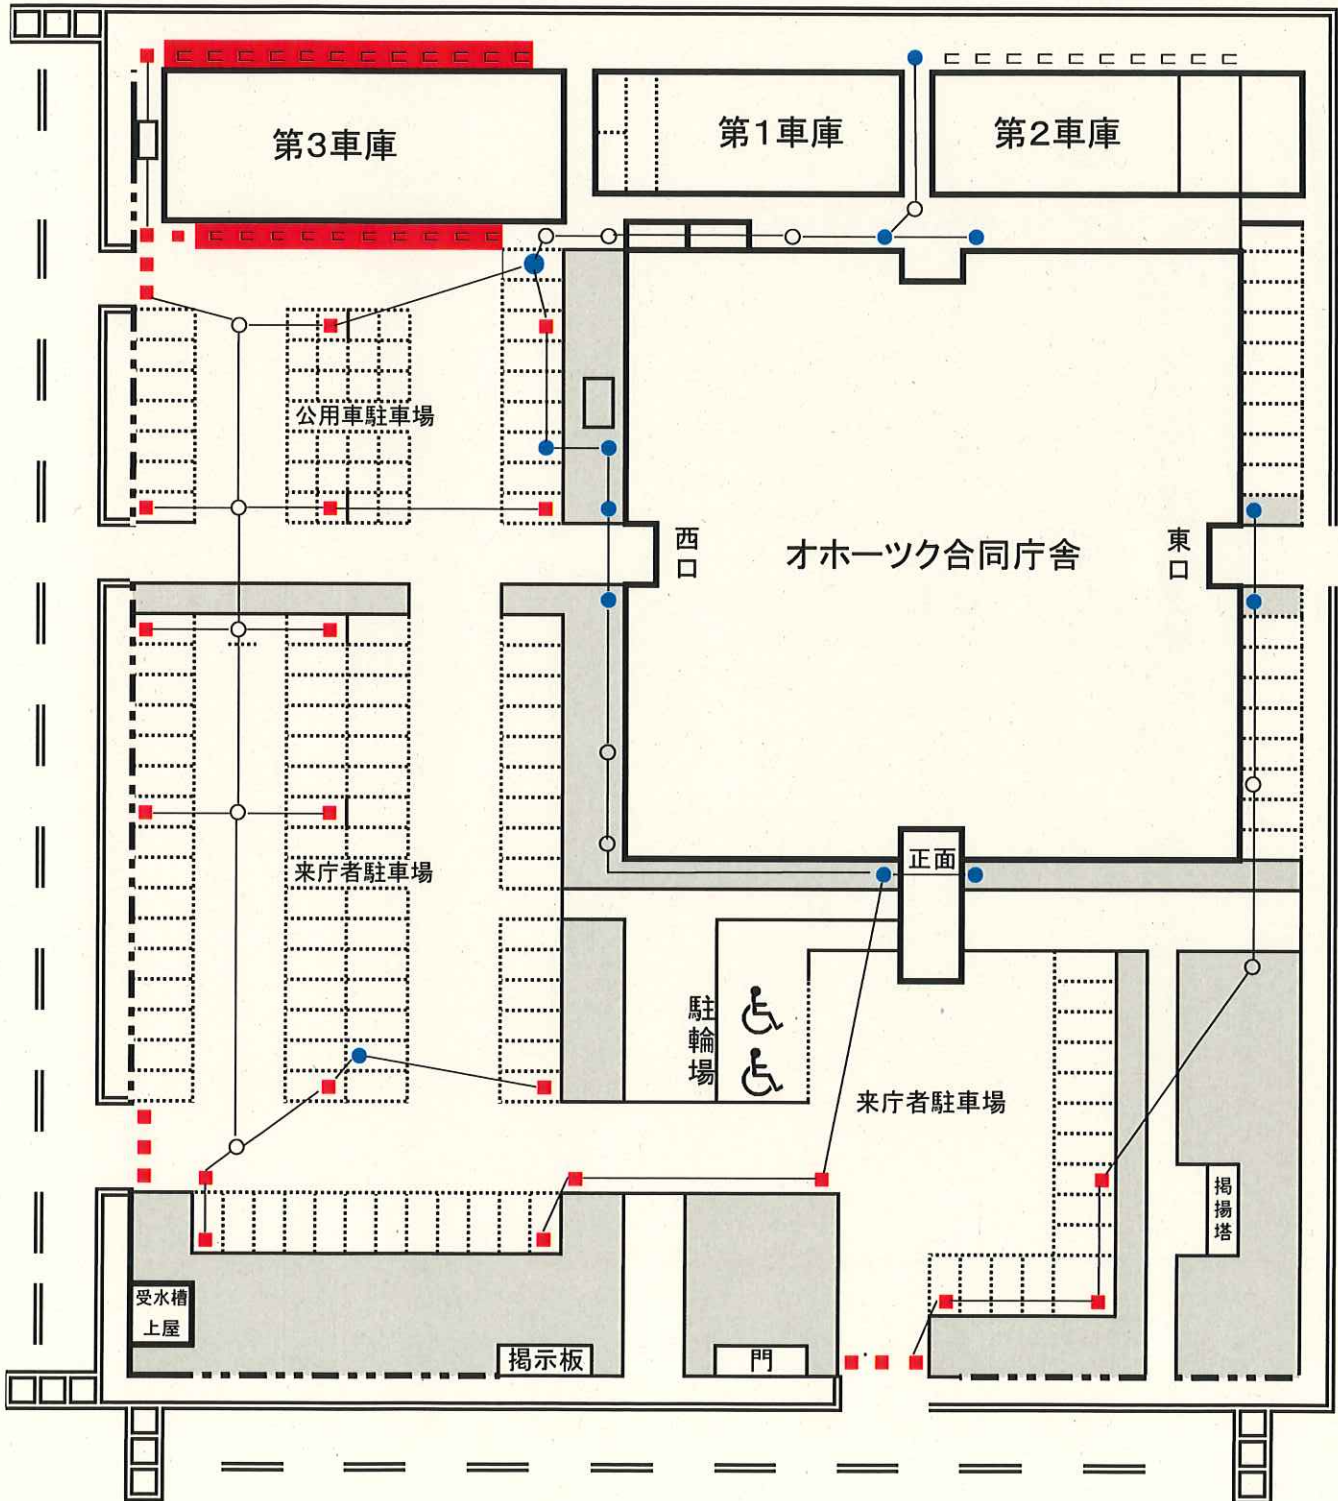 第3車庫
第1車庫
第2車庫
公用車駐車場
西口
オホーツク合同庁舎
東口
正面
来庁者駐車場
駐輪場
来庁者駐車場
掲揚塔
受水槽
上屋
掲示板
門